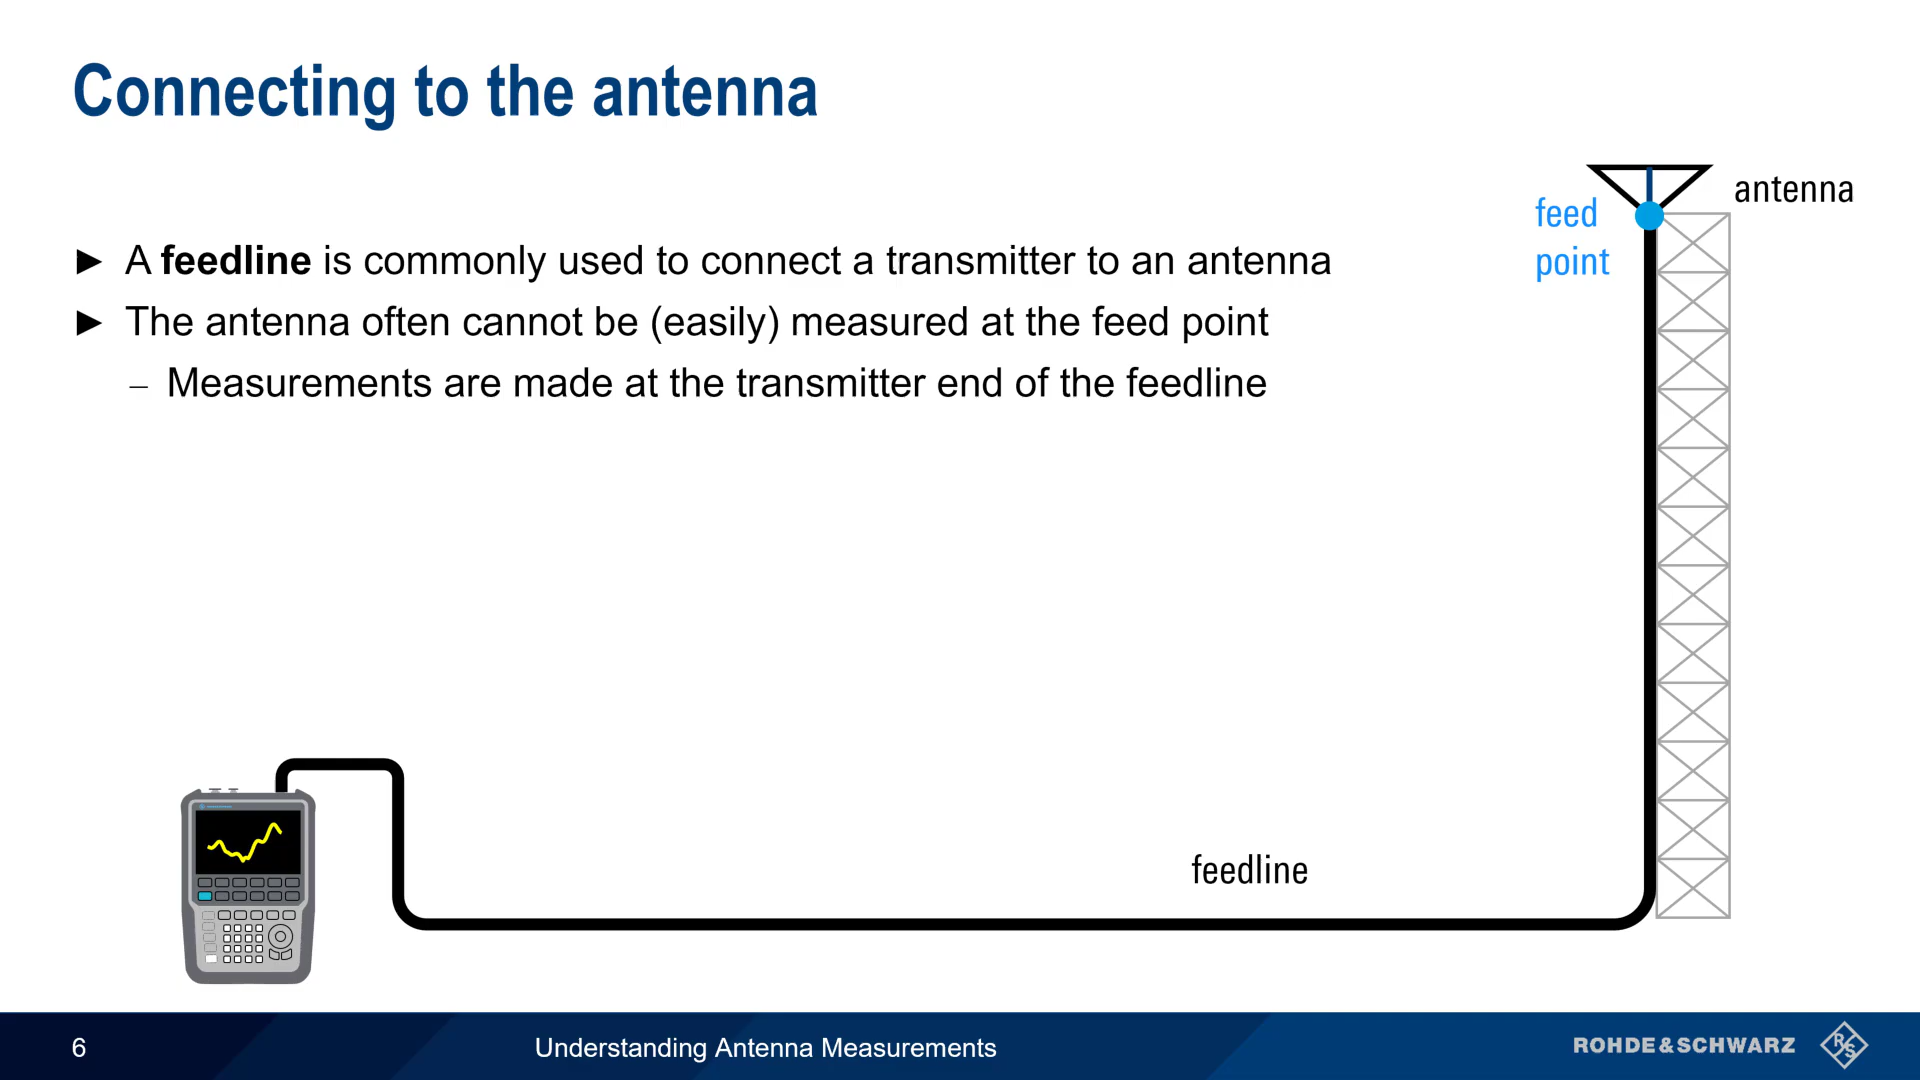 Connecting to the antenna
antenna
feed
point
► A feedline is commonly used to connect a transmitter to an antenna
► The antenna often cannot be (easily) measured at the feed point
– Measurements are made at the transmitter end of the feedline
feedline
6
Understanding Antenna Measurements
ROHDE&SCHWARZ
R&S